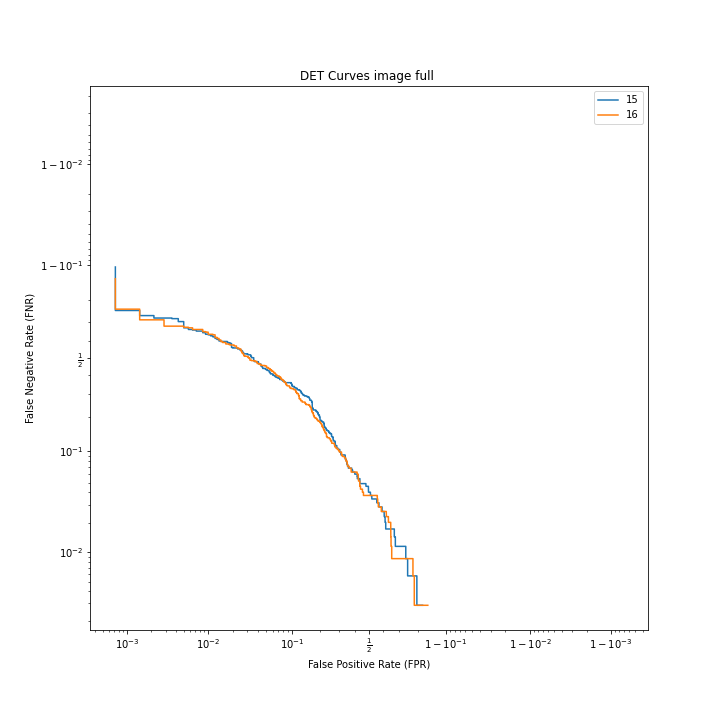 DET Curves image full
15
16
1 − 10⁻²
1 − 10⁻¹
½
10⁻¹
10⁻²
False Negative Rate (FNR)
10⁻³
10⁻²
10⁻¹
½
1 − 10⁻¹
1 − 10⁻²
1 − 10⁻³
False Positive Rate (FPR)